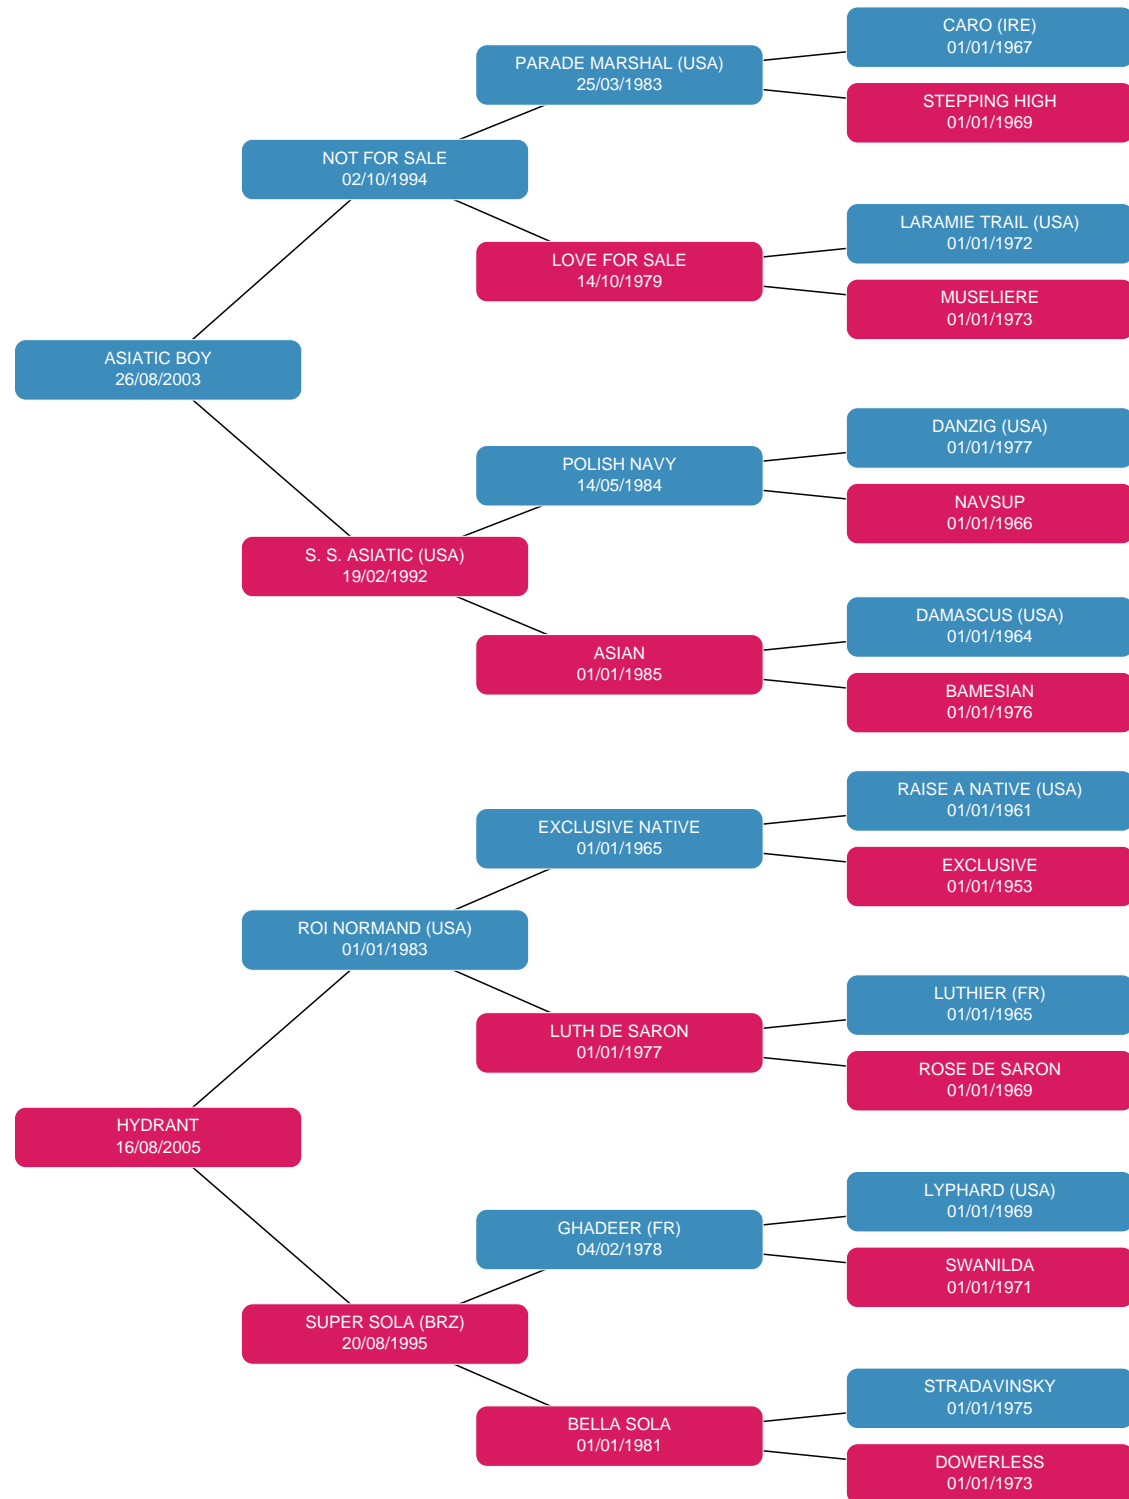 CARO (IRE)
01/01/1967
PARADE MARSHAL (USA)
25/03/1983
STEPPING HIGH
01/01/1969
NOT FOR SALE
02/10/1994
LARAMIE TRAIL (USA)
01/01/1972
LOVE FOR SALE
14/10/1979
MUSELIERE
01/01/1973
ASIATIC BOY
26/08/2003
DANZIG (USA)
01/01/1977
POLISH NAVY
14/05/1984
NAVSUP
01/01/1966
S. S. ASIATIC (USA)
19/02/1992
DAMASCUS (USA)
01/01/1964
ASIAN
01/01/1985
BAMESIAN
01/01/1976
RAISE A NATIVE (USA)
01/01/1961
EXCLUSIVE NATIVE
01/01/1965
EXCLUSIVE
01/01/1953
ROI NORMAND (USA)
01/01/1983
LUTHIER (FR)
01/01/1965
LUTH DE SARON
01/01/1977
ROSE DE SARON
01/01/1969
HYDRANT
16/08/2005
LYPHARD (USA)
01/01/1969
GHADEER (FR)
04/02/1978
SWANILDA
01/01/1971
SUPER SOLA (BRZ)
20/08/1995
STRADAVINSKY
01/01/1975
BELLA SOLA
01/01/1981
DOWERLESS
01/01/1973